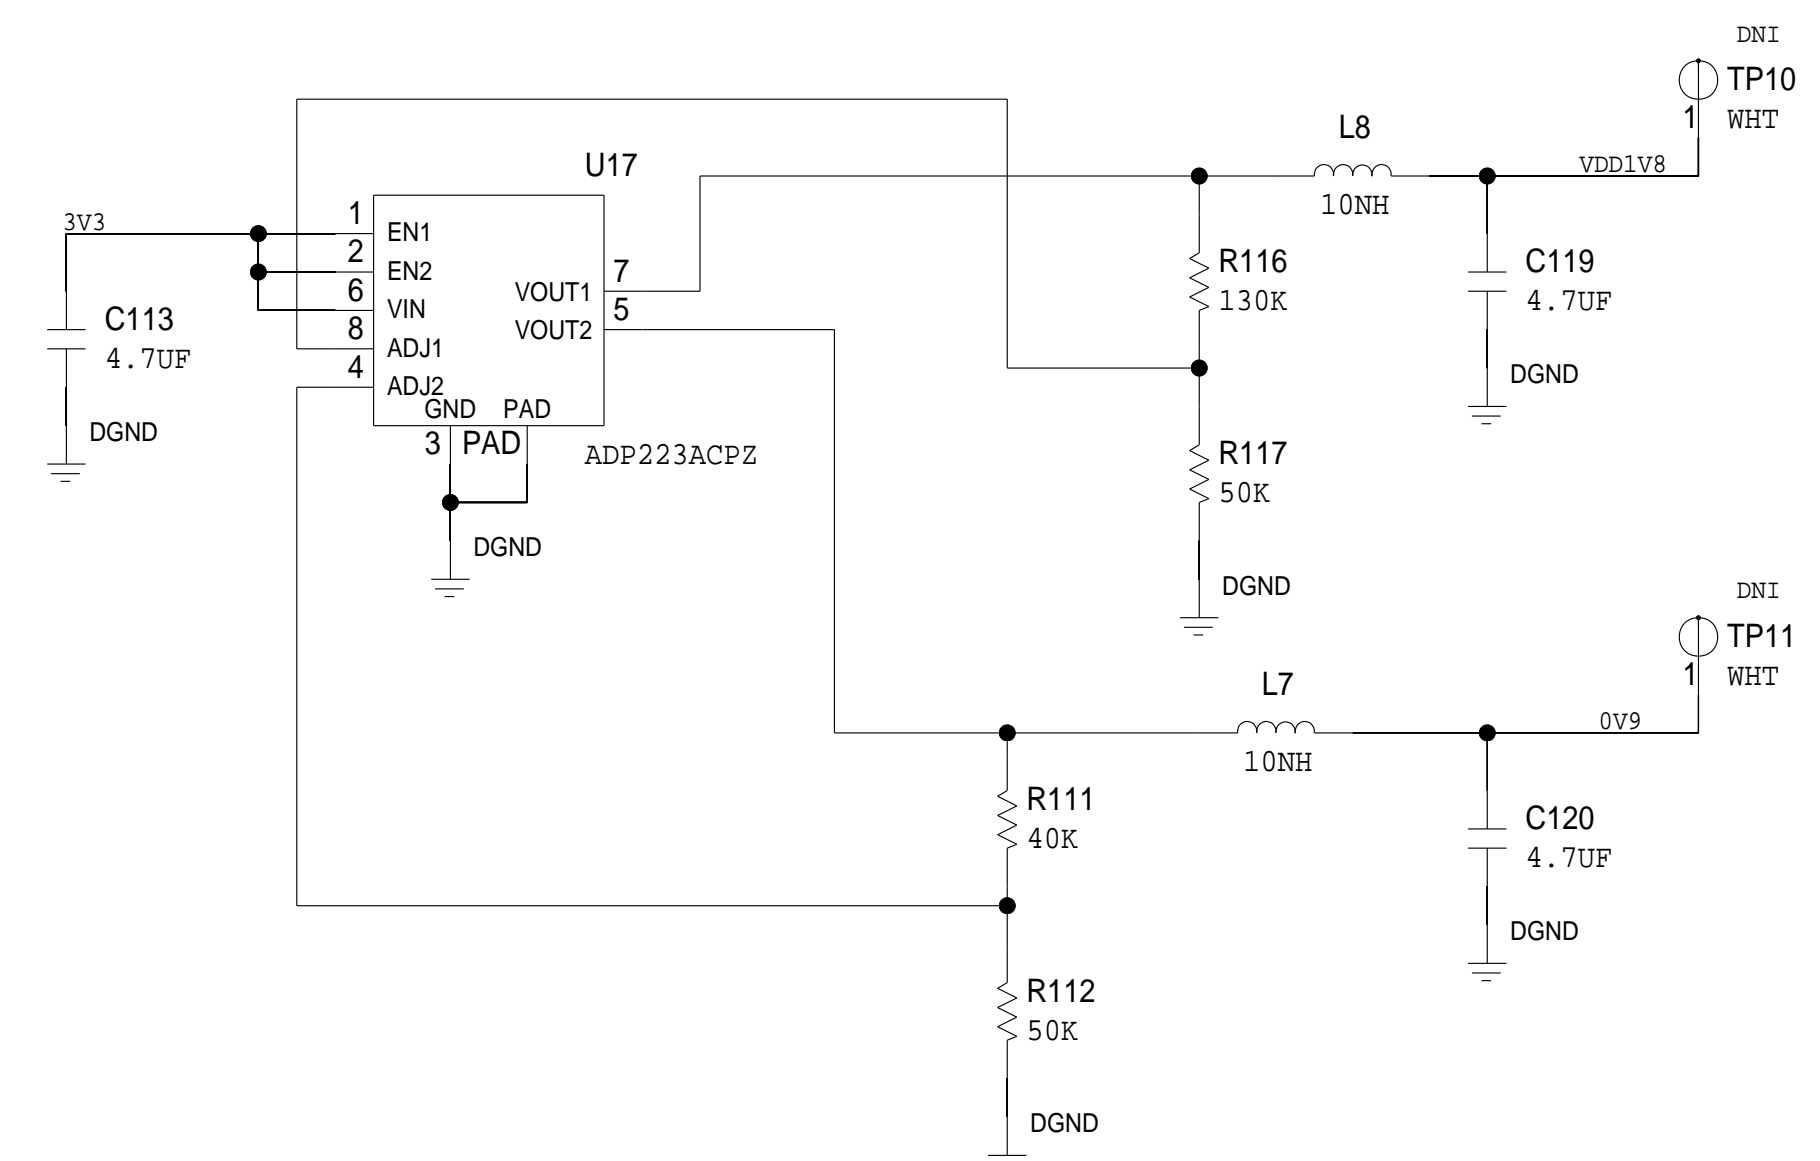 DNI
TP10
1
WHT
L8
10NH
VDD1V8
U17
3V3
1
EN1
2
EN2
6
VIN
8
ADJ1
4
ADJ2
VOUT1
7
VOUT2
5
GND PAD
3 PAD
ADP223ACPZ
DGND
C113
4.7UF
DGND
R116
130K
C119
4.7UF
DGND
R117
50K
DGND
DNI
TP11
1
WHT
L7
10NH
0V9
R111
40K
C120
4.7UF
DGND
R112
50K
DGND